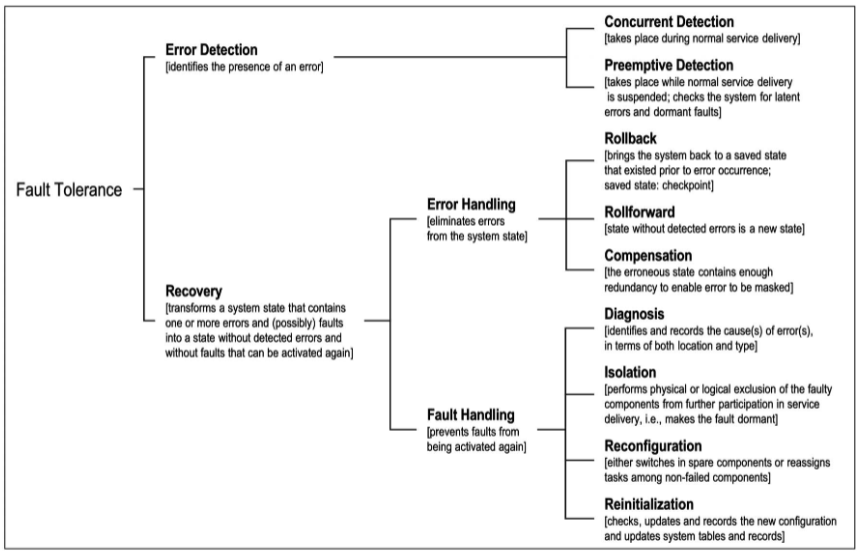 Fault Tolerance
Error Detection
[identifies the presence of an error]
Concurrent Detection
[takes place during normal service delivery]
Preemptive Detection
[takes place while normal service delivery
is suspended; checks the system for latent
errors and dormant faults]
Recovery
[transforms a system state that contains
one or more errors and (possibly) faults
into a state without detected errors and
without faults that can be activated again]
Error Handling
[eliminates errors
from the system state]
Rollback
[brings the system back to a saved state
that existed prior to error occurrence;
saved state: checkpoint]
Rollforward
[state without detected errors is a new state]
Compensation
[the erroneous state contains enough
redundancy to enable error to be masked]
Fault Handling
[prevents faults from
being activated again]
Diagnosis
[identifies and records the cause(s) of error(s),
in terms of both location and type]
Isolation
[performs physical or logical exclusion of the faulty
components from further participation in service
delivery, i.e., makes the fault dormant]
Reconfiguration
[either switches in spare components or reassigns
tasks among non-failed components]
Reinitialization
[checks, updates and records the new configuration
and updates system tables and records]